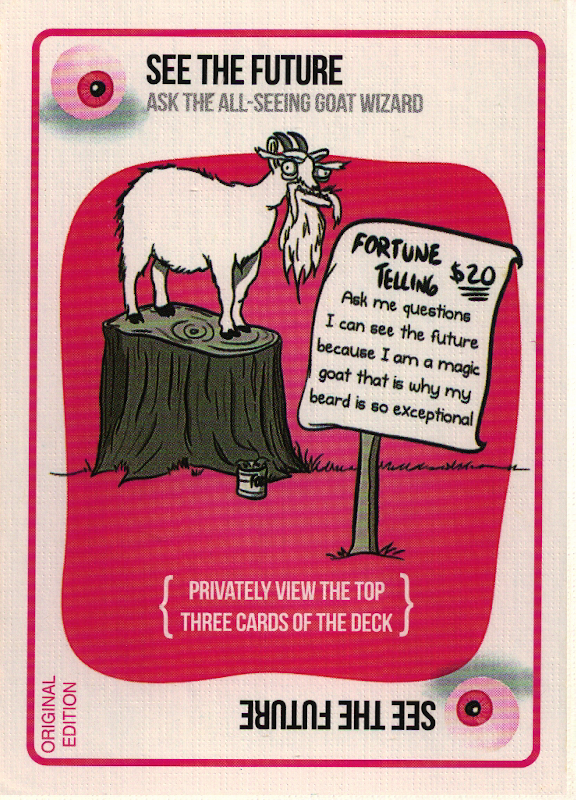 SEE THE FUTURE
ASK THE ALL-SEEING GOAT WIZARD
FORTUNE
TELLING $20
Ask me questions
I can see the future
because I am a magic
goat that is why my
beard is so exceptional
{ PRIVATELY VIEW THE TOP
THREE CARDS OF THE DECK }
ORIGINAL
EDITION
SEE THE FUTURE